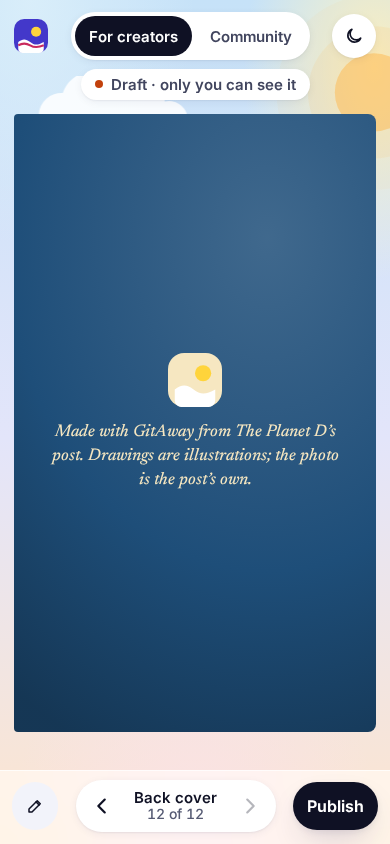 For creators
Community
Draft · only you can see it
Made with GitAway from The Planet D’s
post. Drawings are illustrations; the photo
is the post’s own.
Back cover
12 of 12
Publish